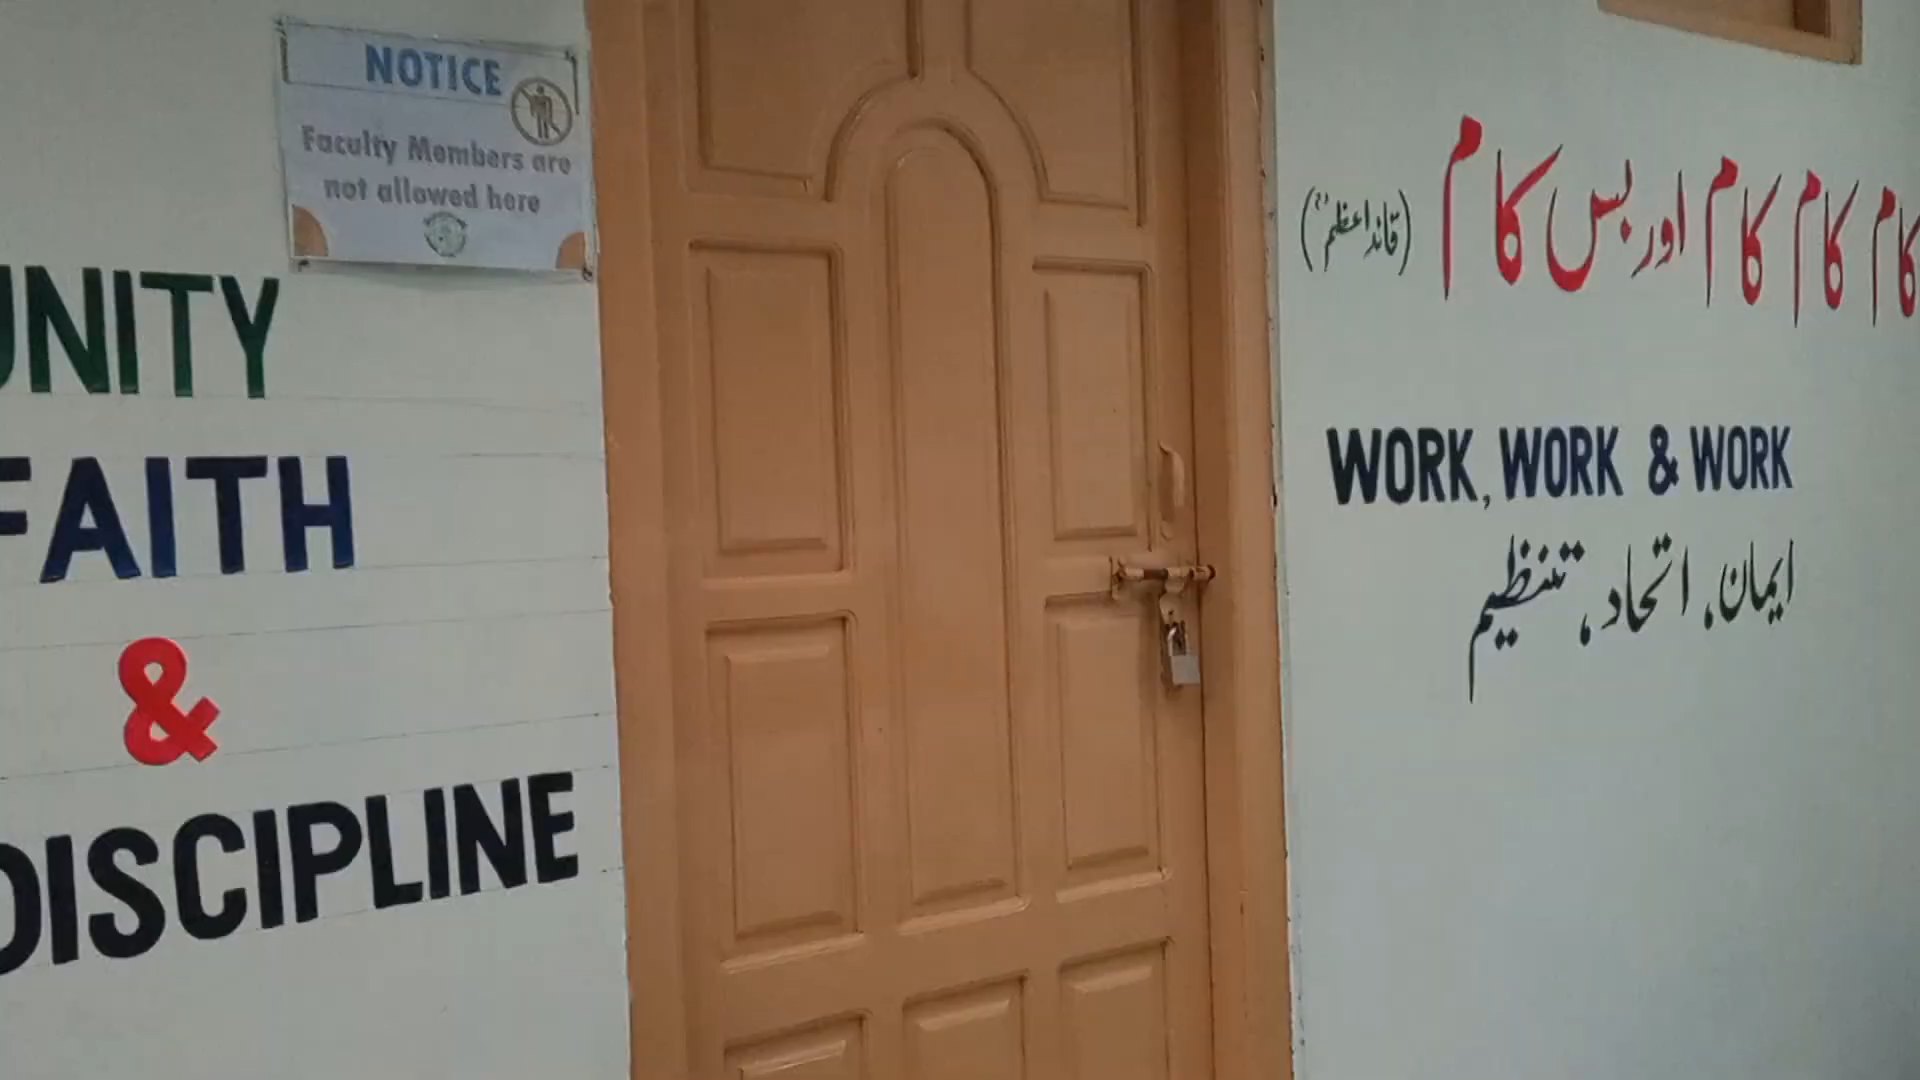 NOTICE
Faculty Members are
not allowed here
UNITY
FAITH
&
DISCIPLINE
کام کام کام اور بس کام (قائداعظمؒ)
WORK, WORK & WORK
ایمان، اتحاد، تنظیم